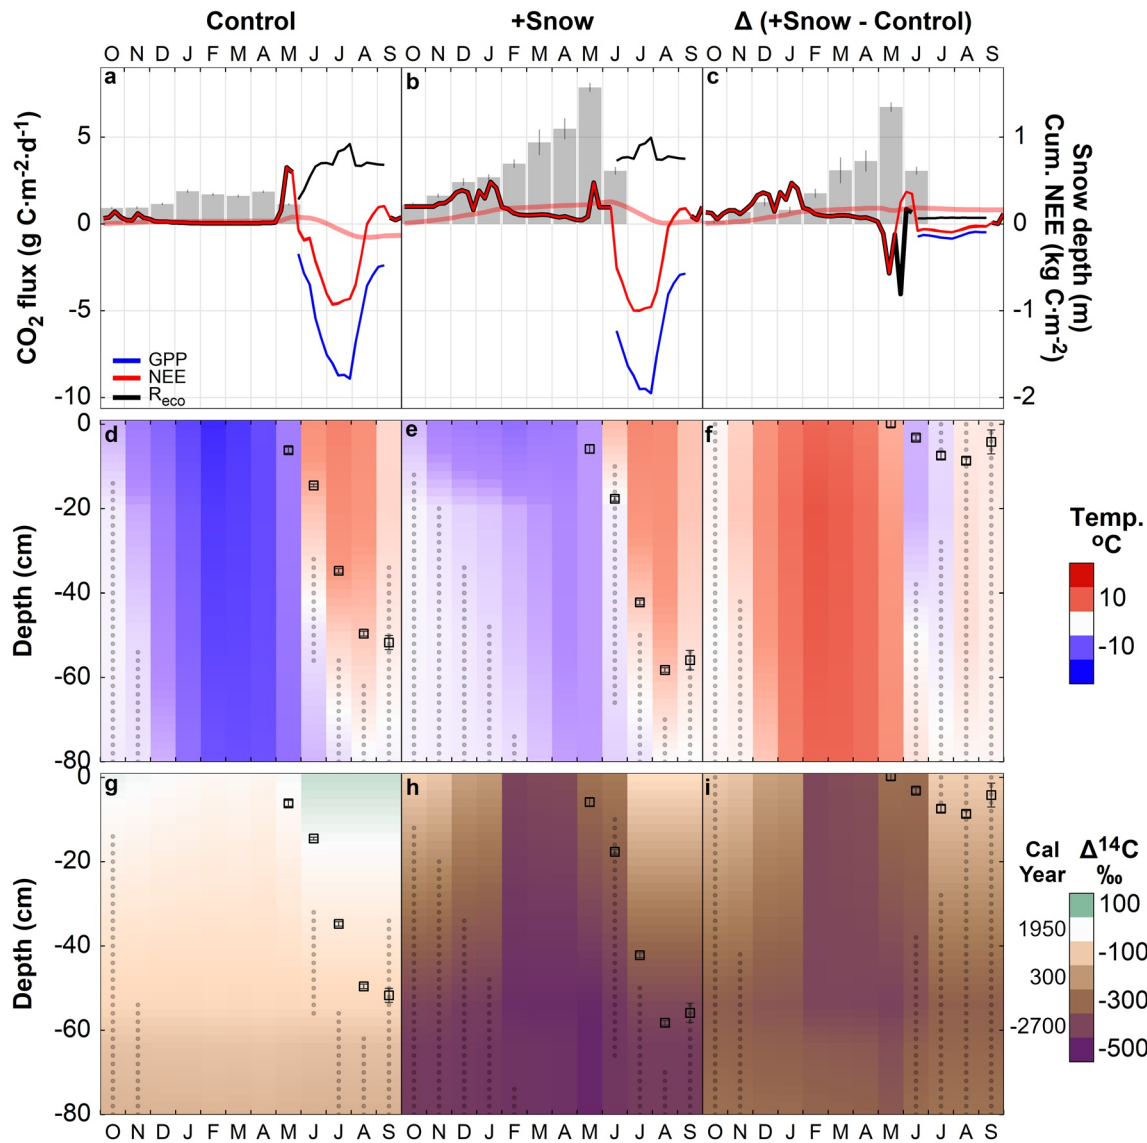 Control +Snow Δ (+Snow - Control)
O N D J F M A M J J A S O N D J F M A M J J A S O N D J F M A M J J A S
a b c
CO2 flux (g C·m-2·d-1)
5
0
-5
-10
GPP
NEE
Reco
1
0
-1
-2
Snow depth (m)
Cum. NEE (kg C·m-2)
d e f
Depth (cm)
0
-20
-40
-60
-80
Temp.
oC
10
-10
g h i
Depth (cm)
0
-20
-40
-60
-80
Cal
Year
1950
300
-2700
Δ14C
‰
100
-100
-300
-500
O N D J F M A M J J A S O N D J F M A M J J A S O N D J F M A M J J A S